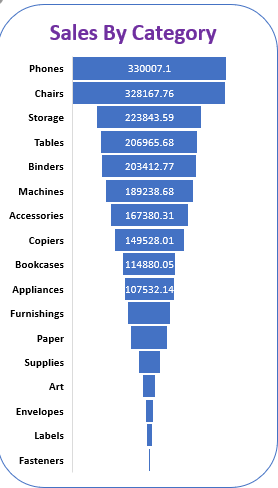 Sales By Category
Phones 330007.1
Chairs 328167.76
Storage 223843.59
Tables 206965.68
Binders 203412.77
Machines 189238.68
Accessories 167380.31
Copiers 149528.01
Bookcases 114880.05
Appliances 107532.14
Furnishings
Paper
Supplies
Art
Envelopes
Labels
Fasteners